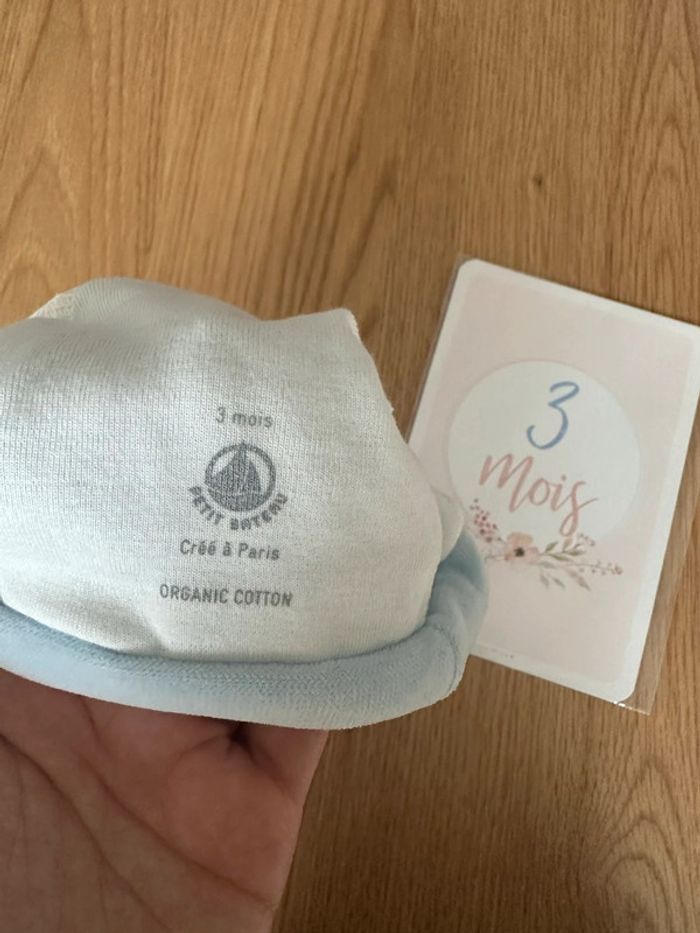 3 mois
PETIT BATEAU
Créé à Paris
ORGANIC COTTON
3
mois